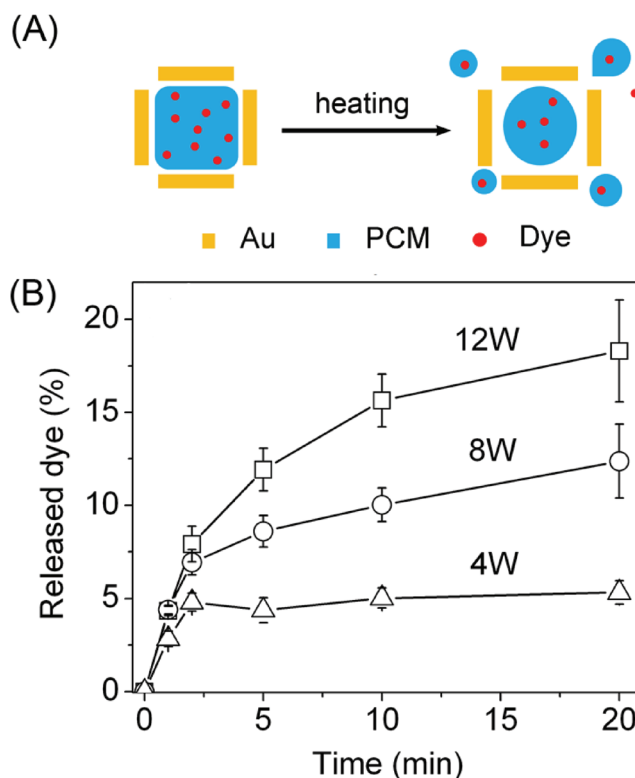 (A)
heating
Au PCM Dye
(B)
Released dye (%)
20
15
10
5
0
12W
8W
4W
0 5 10 15 20
Time (min)